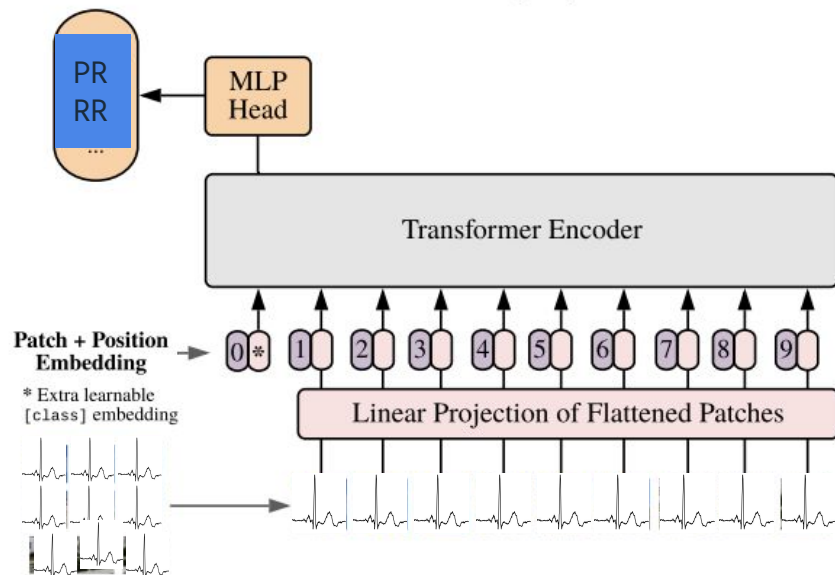 PR
RR
...
MLP
Head
Transformer Encoder
Patch + Position
Embedding
0 * 1 2 3 4 5 6 7 8 9
* Extra learnable
[class] embedding
Linear Projection of Flattened Patches